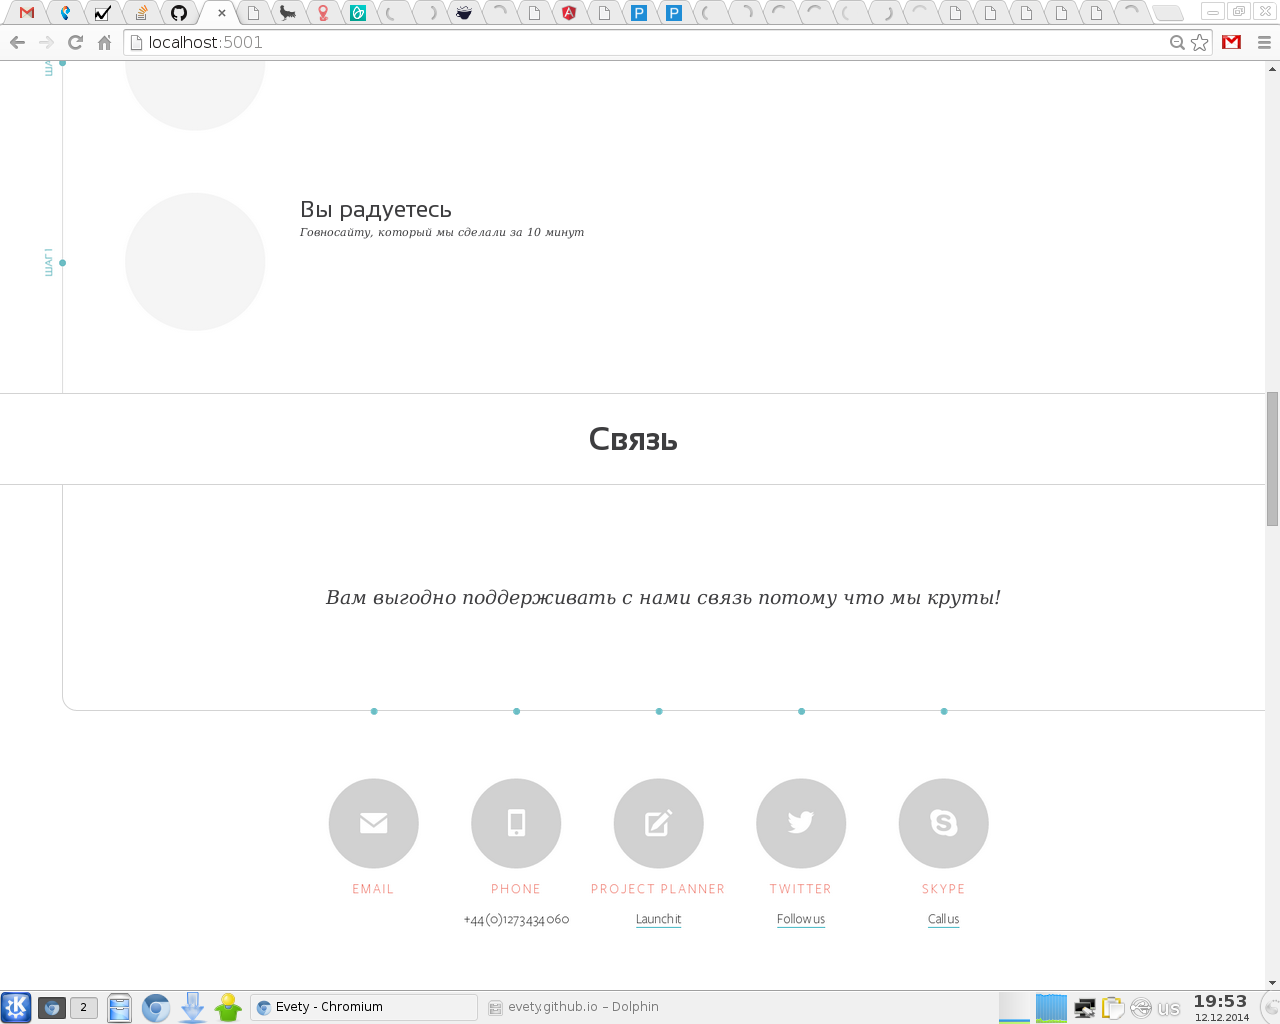 localhost:5001
Вы радуетесь
Говносайту, который мы сделали за 10 минут
ШАГ I
Связь
Вам выгодно поддерживать с нами связь потому что мы круты!
EMAIL
PHONE
PROJECT PLANNER
TWITTER
SKYPE
+44(0)1273434060
Launch it
Follow us
Call us
2
Evety - Chromium
evety.github.io – Dolphin
us
19:53
12.12.2014